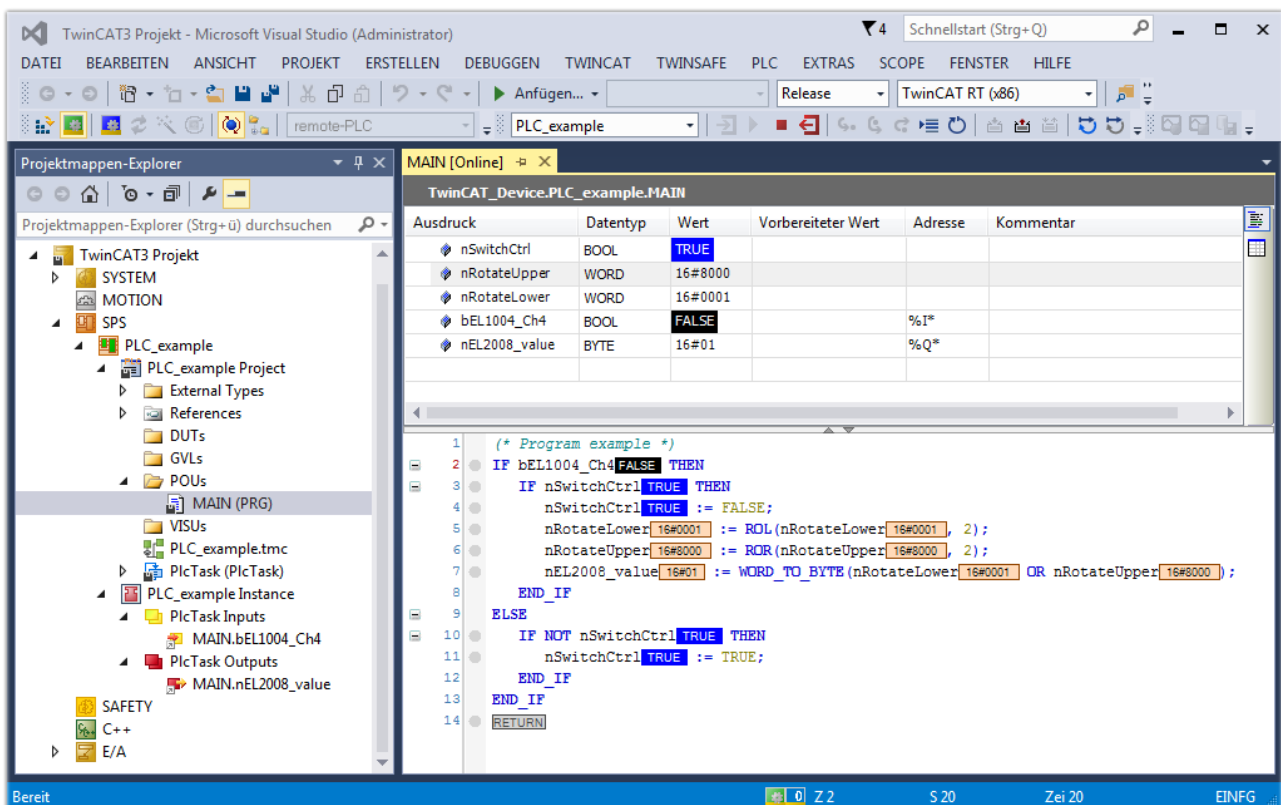 TwinCAT3 Projekt - Microsoft Visual Studio (Administrator) 4 Schnellstart (Strg+Q)
DATEI BEARBEITEN ANSICHT PROJEKT ERSTELLEN DEBUGGEN TWINCAT TWINSAFE PLC EXTRAS SCOPE FENSTER HILFE
Anfügen... Release TwinCAT RT (x86)
remote-PLC PLC_example
Projektmappen-Explorer
Projektmappen-Explorer (Strg+ü) durchsuchen
TwinCAT3 Projekt
SYSTEM
MOTION
SPS
PLC_example
PLC_example Project
External Types
References
DUTs
GVLs
POUs
MAIN (PRG)
VISUs
PLC_example.tmc
PlcTask (PlcTask)
PLC_example Instance
PlcTask Inputs
MAIN.bEL1004_Ch4
PlcTask Outputs
MAIN.nEL2008_value
SAFETY
C++
E/A
MAIN [Online]
TwinCAT_Device.PLC_example.MAIN
Ausdruck Datentyp Wert Vorbereiteter Wert Adresse Kommentar
nSwitchCtrl BOOL TRUE
nRotateUpper WORD 16#8000
nRotateLower WORD 16#0001
bEL1004_Ch4 BOOL FALSE %I*
nEL2008_value BYTE 16#01 %Q*
1 (* Program example *)
2 IF bEL1004_Ch4 FALSE THEN
3 IF nSwitchCtrl TRUE THEN
4 nSwitchCtrl TRUE := FALSE;
5 nRotateLower 16#0001 := ROL(nRotateLower 16#0001 , 2);
6 nRotateUpper 16#8000 := ROR(nRotateUpper 16#8000 , 2);
7 nEL2008_value 16#01 := WORD_TO_BYTE(nRotateLower 16#0001 OR nRotateUpper 16#8000 );
8 END_IF
9 ELSE
10 IF NOT nSwitchCtrl TRUE THEN
11 nSwitchCtrl TRUE := TRUE;
12 END_IF
13 END_IF
14 RETURN
Bereit 0 Z 2 S 20 Zei 20 EINFG